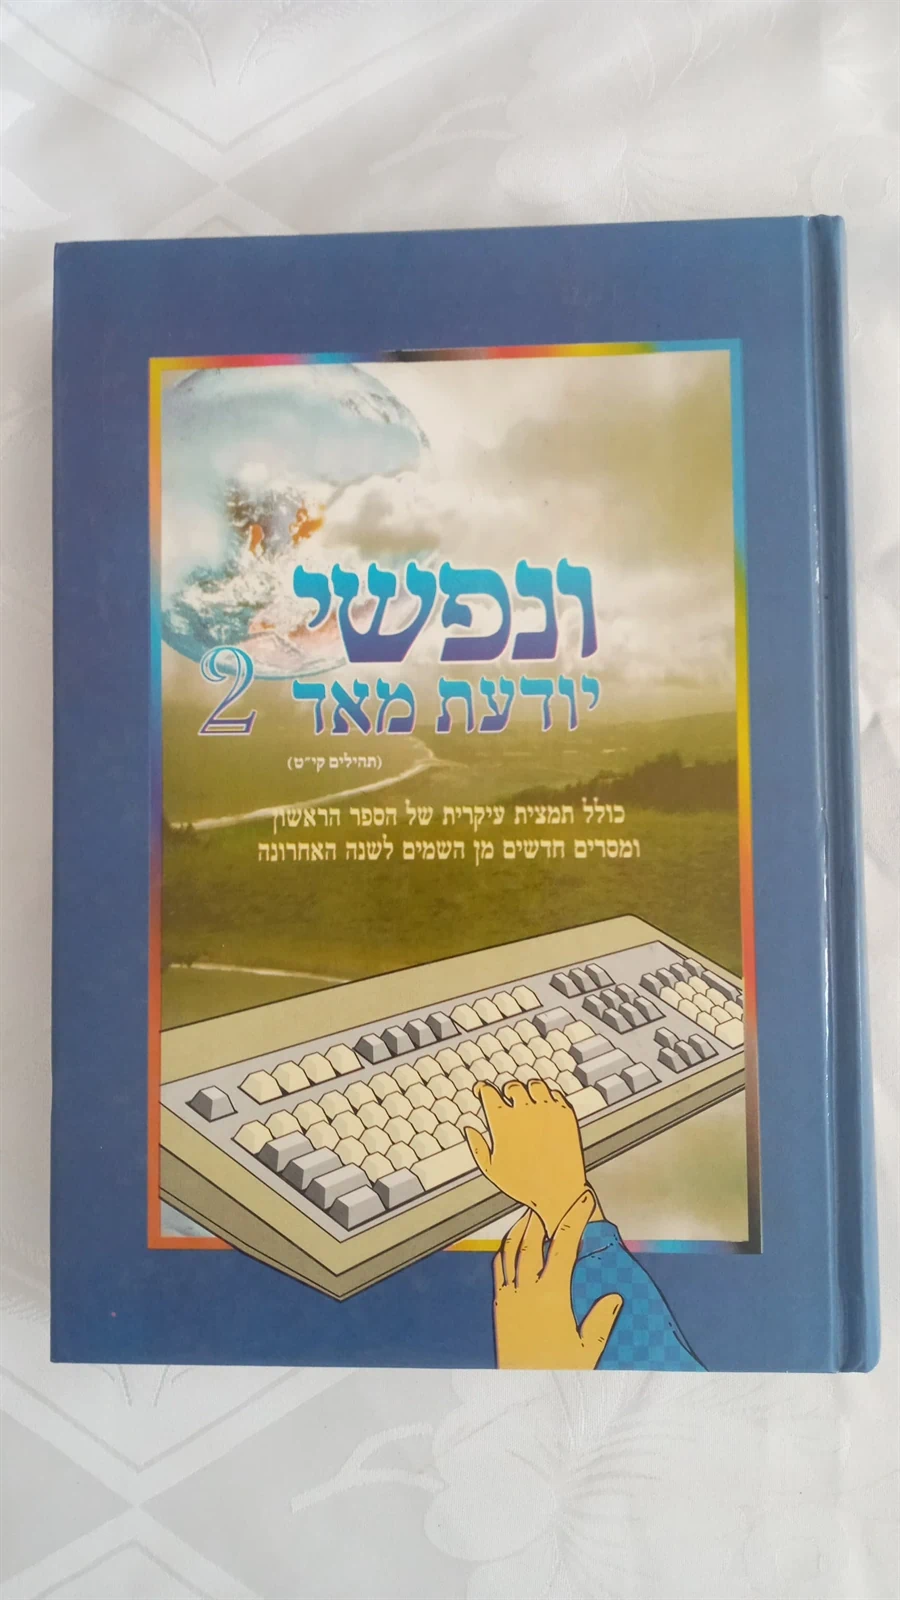 ונפשי
יודעת מאד 2
(תהילים קי״ט)
כולל תמצית עיקרית של הספר הראשון
ומסרים חדשים מן השמים לשנה האחרונה